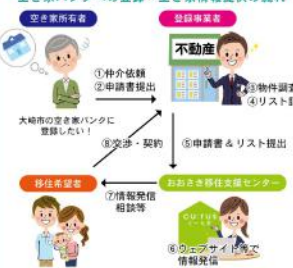 空き家所有者
登録事業者
不動産
①仲介依頼
②申請書提出
③物件調査
④リスト
大崎市の空き家バンクに
登録したい！
⑧交渉・契約
⑤申請書＆リスト提出
移住希望者
おおさき移住支援センター
⑦情報発信
相談等
cu:rus
⑥ウェブサイト等で
情報発信